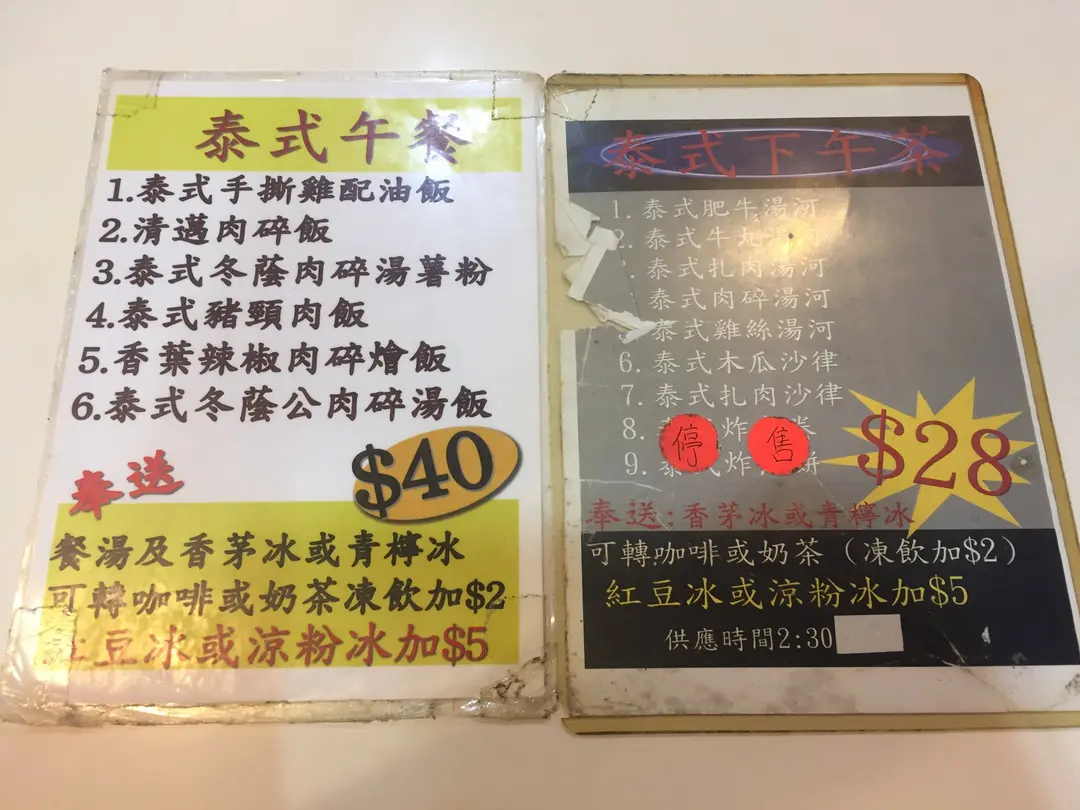 泰式午餐
1.泰式手撕雞配油飯
2.清邁肉碎飯
3.泰式冬蔭肉碎湯薯粉
4.泰式豬頸肉飯
5.香葉辣椒肉碎燴飯
6.泰式冬蔭公肉碎湯飯
$40
奉送
餐湯及香茅冰或青檸冰
可轉咖啡或奶茶凍飲加$2
豆冰或涼粉冰加$5
泰式下午茶
1.泰式肥牛湯河
2.泰式牛丸湯
泰式扎肉湯河
泰式肉碎湯河
泰式雞絲湯河
6.泰式木瓜沙律
7.泰式扎肉沙律
8. 炸
9.泰 炸 餅
停售
$28
奉送:香茅冰或青檸冰
可轉咖啡或奶茶(凍飲加$2)
紅豆冰或涼粉冰加$5
供應時間2:30